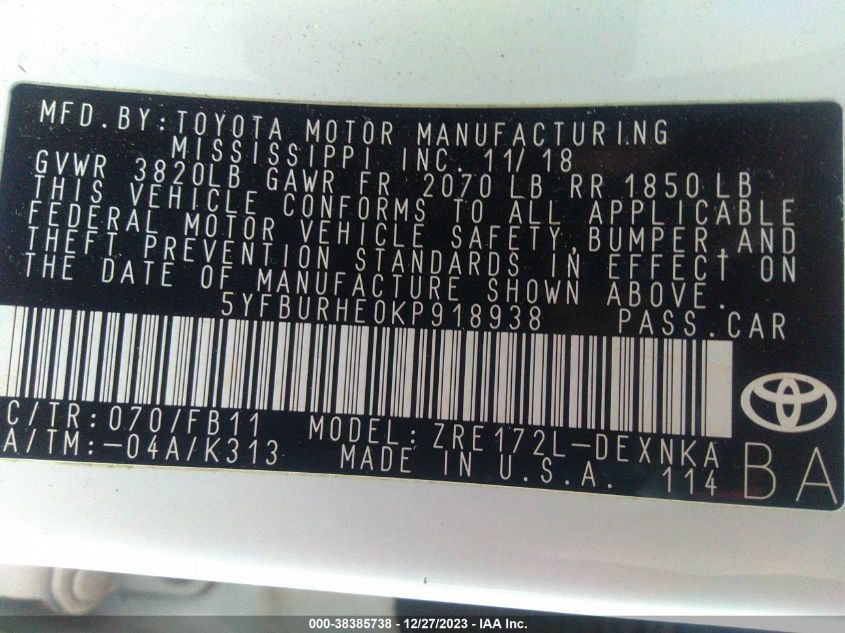 MFD.BY:TOYOTA MOTOR MANUFACTURING
MISSISSIPPI INC. 11/18
GVWR 3820LB GAWR FR 2070 LB RR 1850 LB
THIS VEHICLE CONFORMS TO ALL APPLICABLE
FEDERAL MOTOR VEHICLE SAFETY,BUMPER,AND
THEFT PREVENTION STANDARDS IN EFFECT ON
THE DATE OF MANUFACTURE SHOWN ABOVE.
5YFBURHE0KP918938 PASS.CAR
C/TR:070/FB11 MODEL:ZRE172L-DEXNKA
A/TM:-04A/K313 MADE IN U.S.A. 114
BA
000-38385738 - 12/27/2023 - IAA Inc.